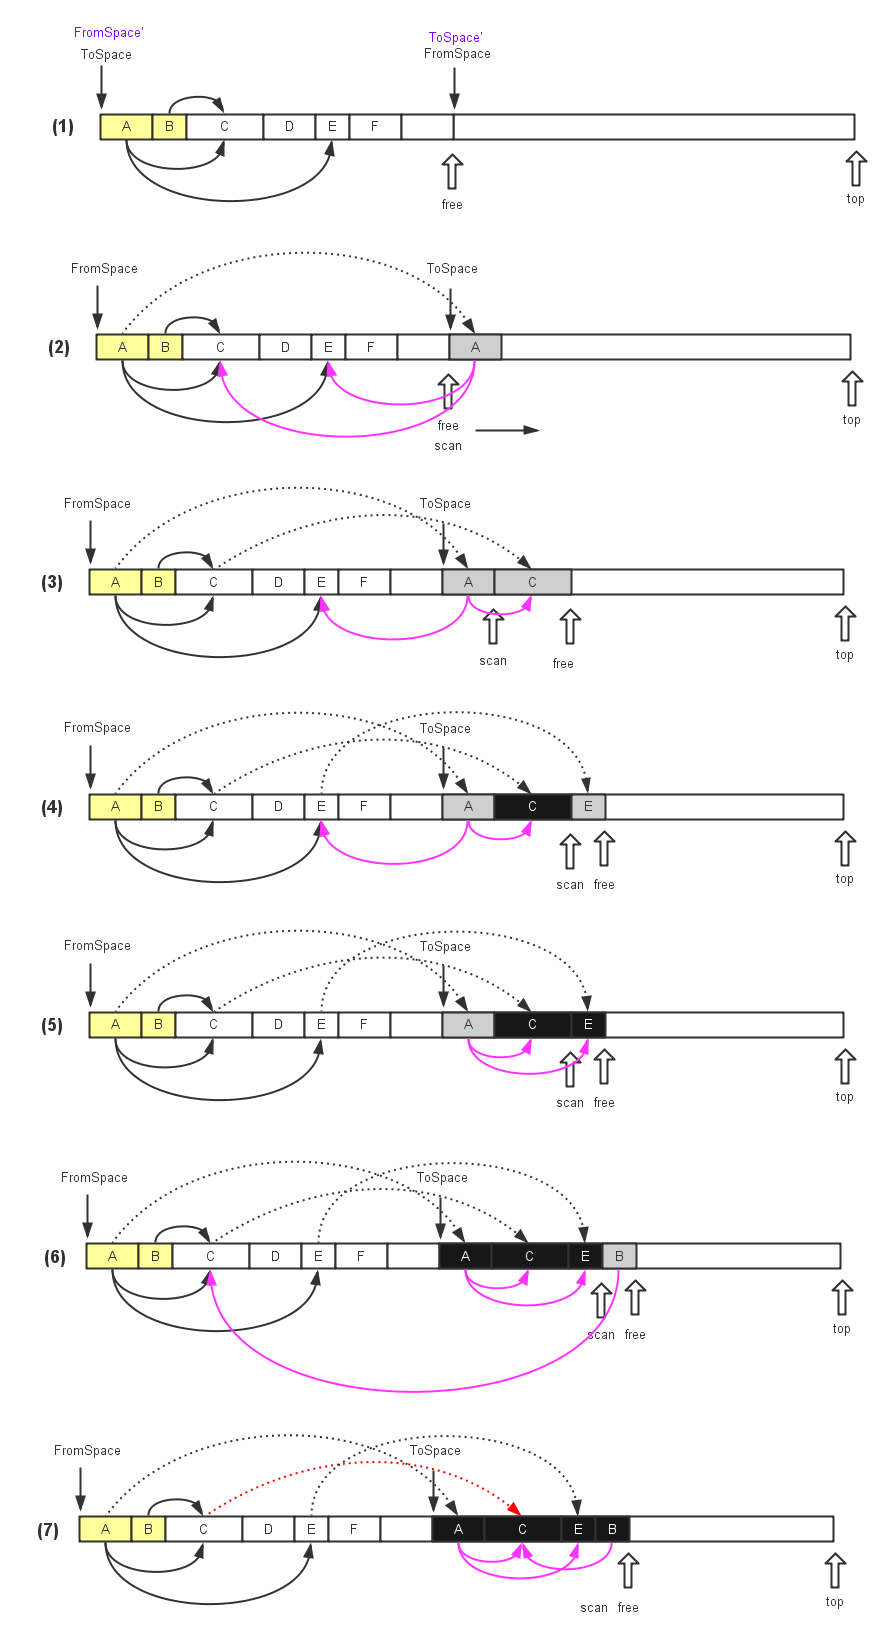 FromSpace' ToSpace'
ToSpace FromSpace
(1) A B C D E F
free top
FromSpace ToSpace
(2) A B C D E F A
free top
scan
FromSpace ToSpace
(3) A B C D E F A C
scan free top
FromSpace ToSpace
(4) A B C D E F A C E
scan free top
FromSpace ToSpace
(5) A B C D E F A C E
scan free top
FromSpace ToSpace
(6) A B C D E F A C E B
scan free top
FromSpace ToSpace
(7) A B C D E F A C E B
scan free top